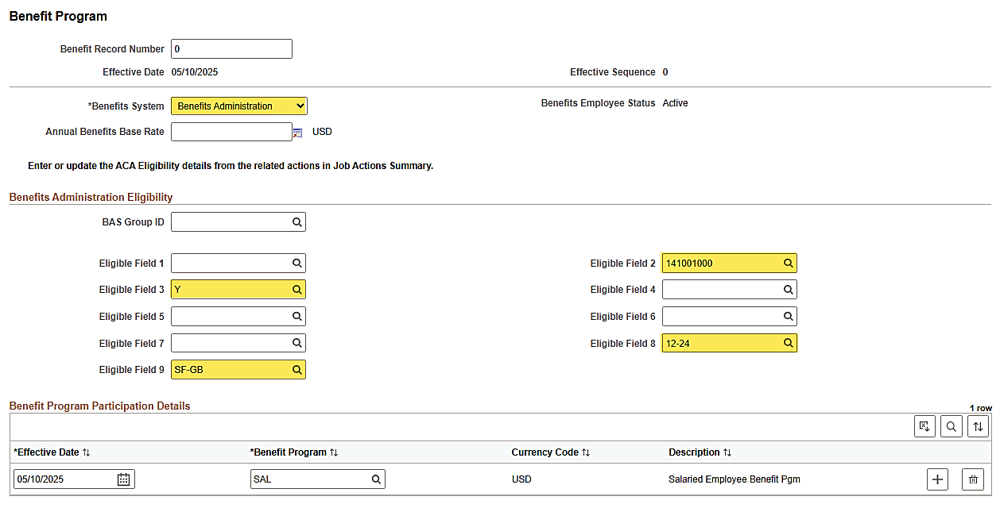 Benefit Program
Benefit Record Number 0
Effective Date 05/10/2025 Effective Sequence 0
*Benefits System Benefits Administration Benefits Employee Status Active
Annual Benefits Base Rate USD
Enter or update the ACA Eligibility details from the related actions in Job Actions Summary.
Benefits Administration Eligibility
BAS Group ID
Eligible Field 1 Eligible Field 2 141001000
Eligible Field 3 Y Eligible Field 4
Eligible Field 5 Eligible Field 6
Eligible Field 7 Eligible Field 8 12-24
Eligible Field 9 SF-GB
Benefit Program Participation Details 1 row
*Effective Date *Benefit Program Currency Code Description
05/10/2025 SAL USD Salaried Employee Benefit Pgm